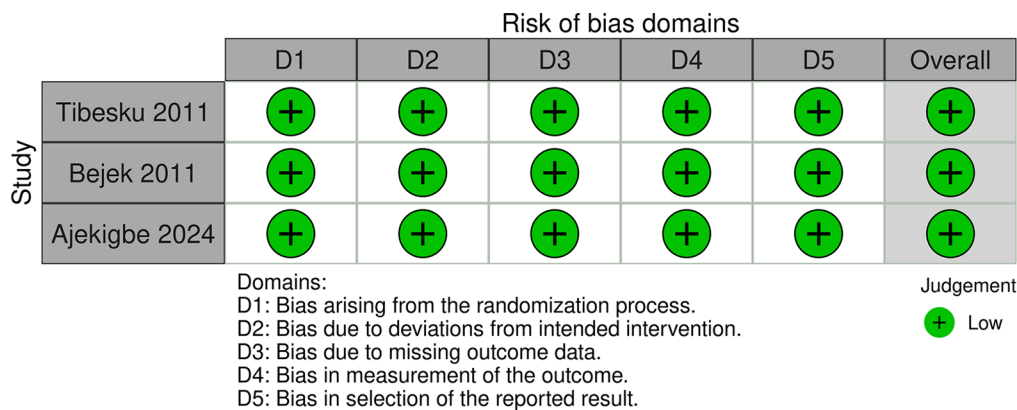 Risk of bias domains
D1 D2 D3 D4 D5 Overall
Study
Tibesku 2011 + + + + + +
Bejek 2011 + + + + + +
Ajekigbe 2024 + + + + + +
Domains:
D1: Bias arising from the randomization process.
D2: Bias due to deviations from intended intervention.
D3: Bias due to missing outcome data.
D4: Bias in measurement of the outcome.
D5: Bias in selection of the reported result.
Judgement
+ Low